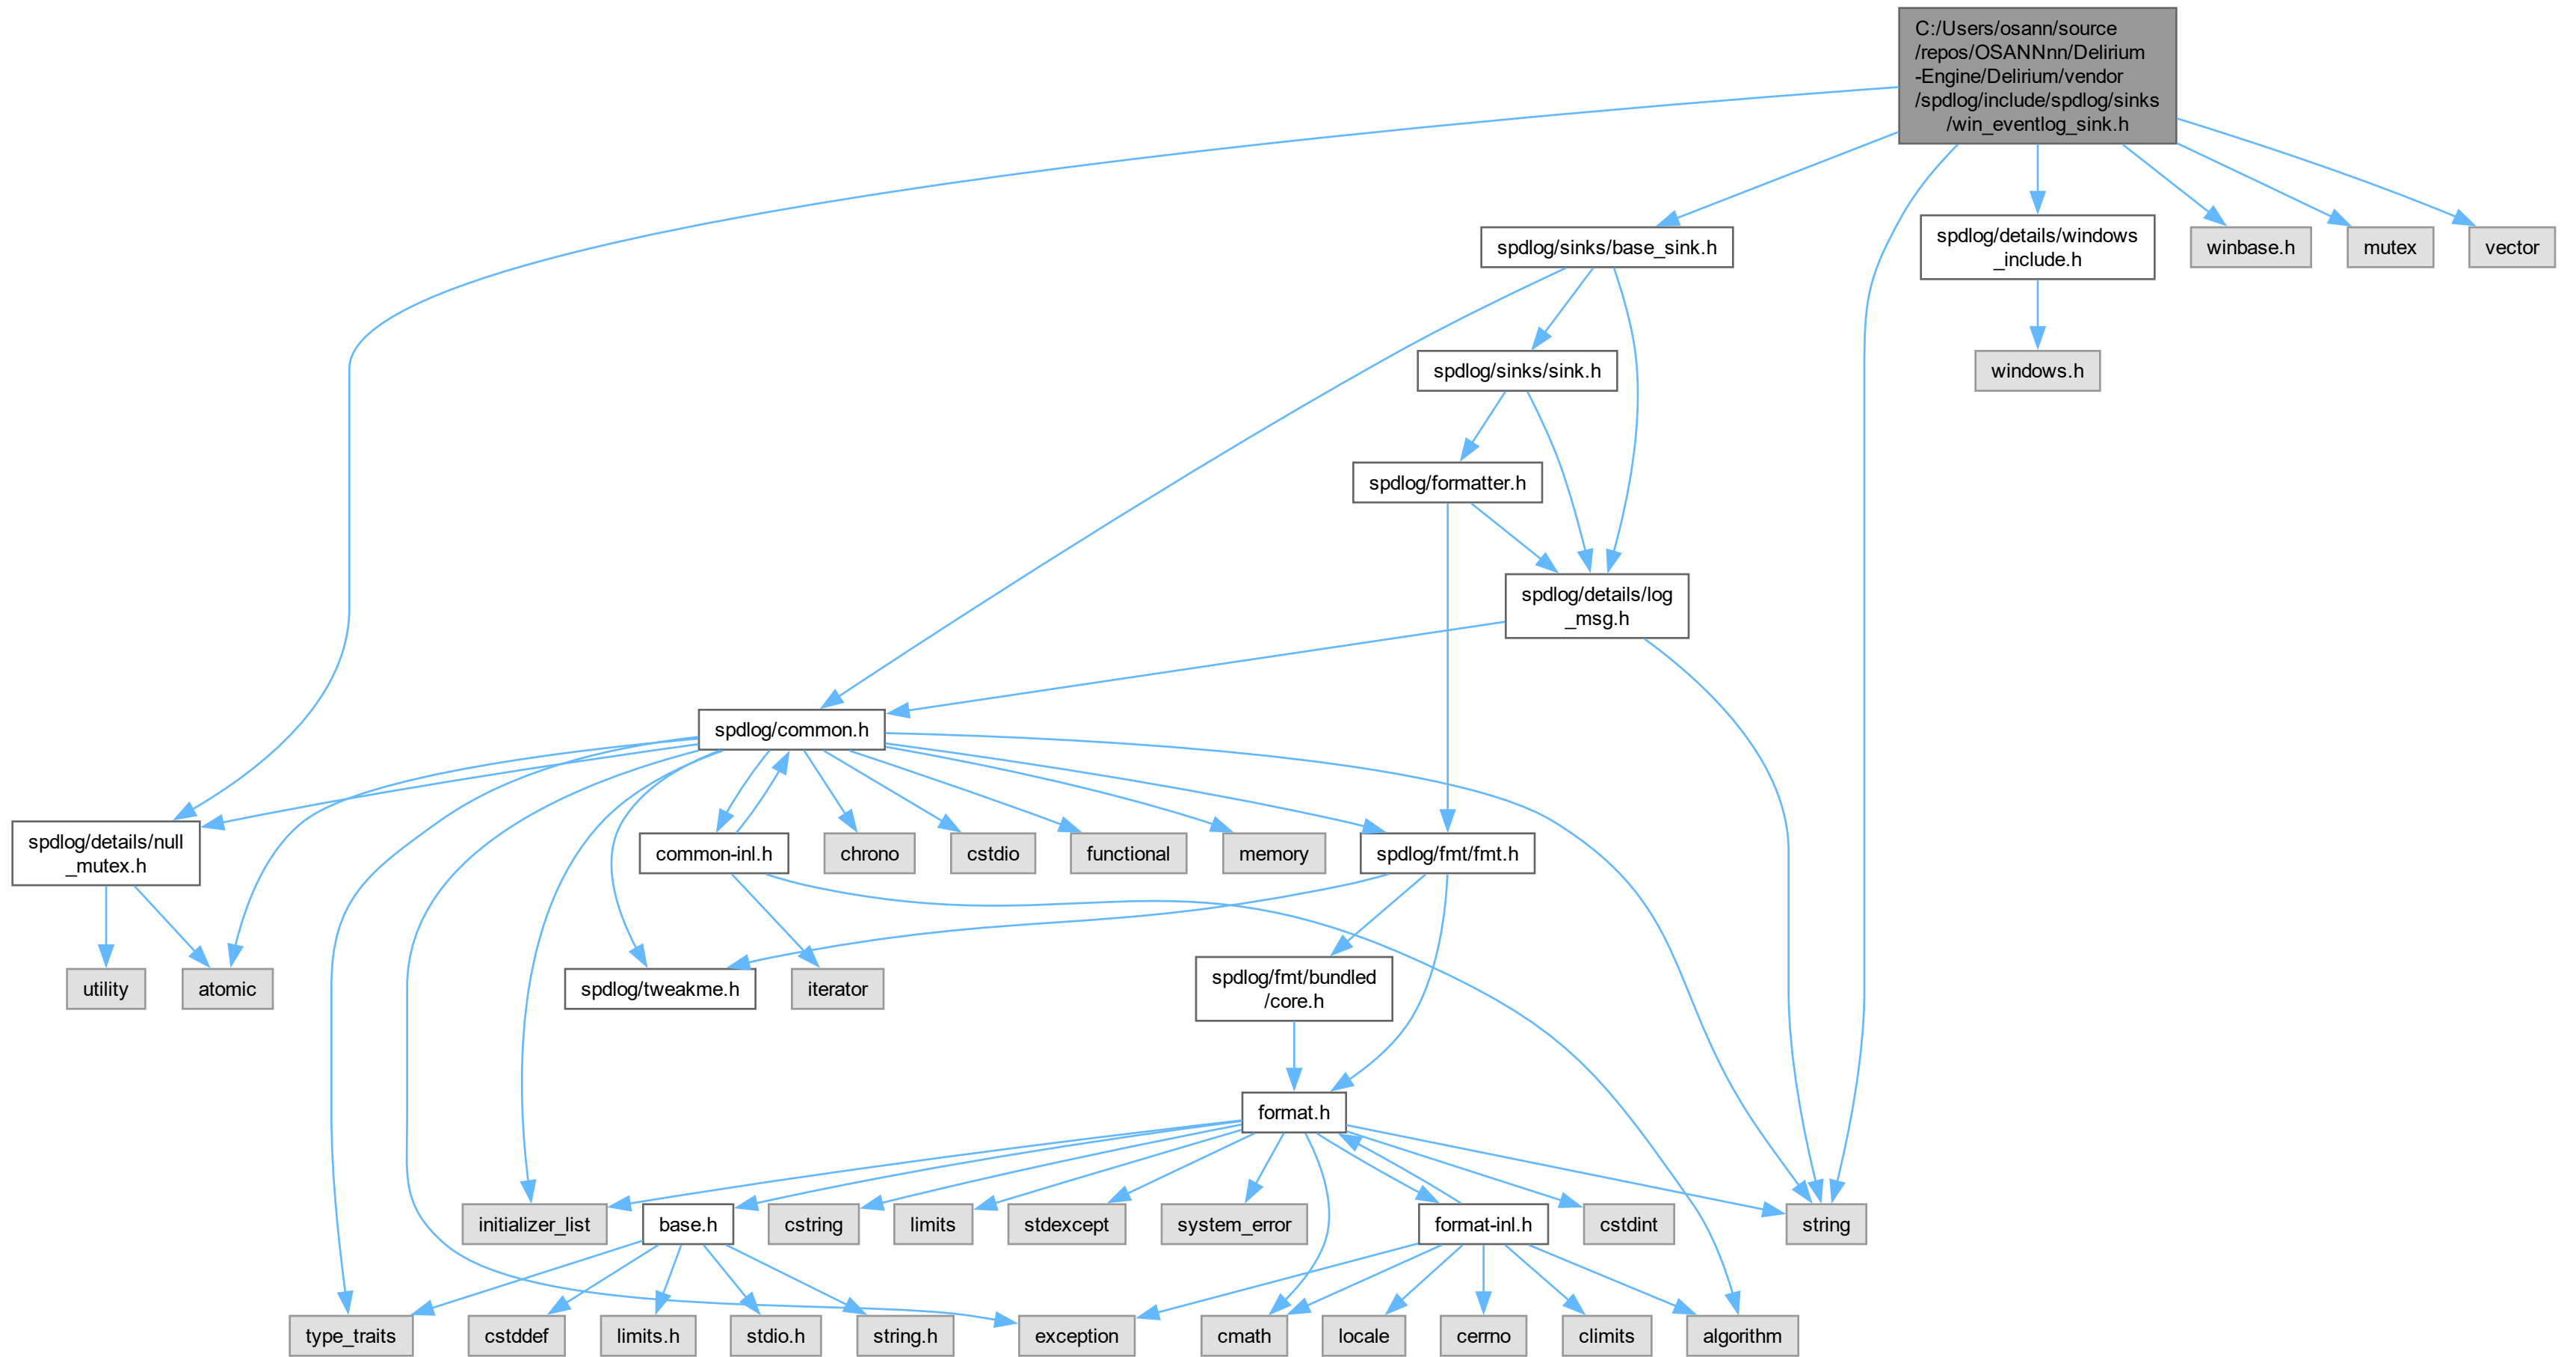 C:/Users/osann/source
/repos/OSANNnn/Delirium
-Engine/Delirium/vendor
/spdlog/include/spdlog/sinks
/win_eventlog_sink.h
spdlog/sinks/base_sink.h
spdlog/details/windows
_include.h
winbase.h
mutex
vector
spdlog/sinks/sink.h
windows.h
spdlog/formatter.h
spdlog/details/log
_msg.h
spdlog/common.h
spdlog/details/null
_mutex.h
common-inl.h
chrono
cstdio
functional
memory
spdlog/fmt/fmt.h
utility
atomic
spdlog/tweakme.h
iterator
spdlog/fmt/bundled
/core.h
format.h
initializer_list
base.h
cstring
limits
stdexcept
system_error
format-inl.h
cstdint
string
type_traits
cstddef
limits.h
stdio.h
string.h
exception
cmath
locale
cerrno
climits
algorithm